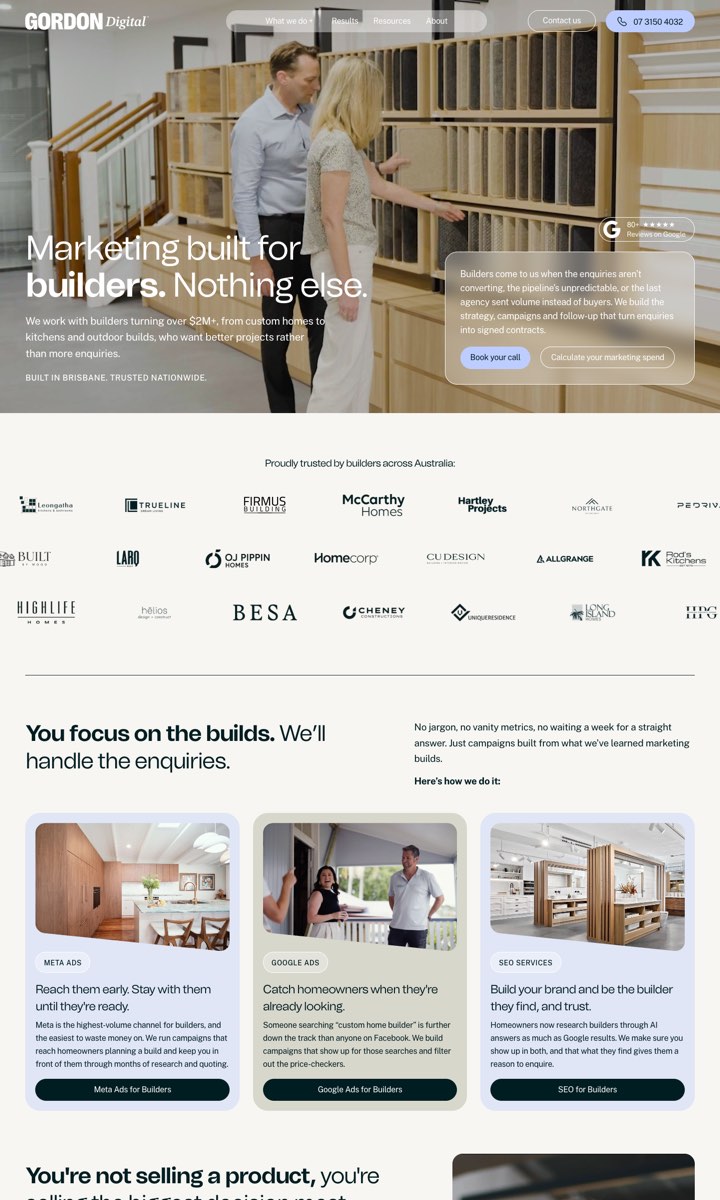 GORDON Digital
What we do
Results
Resources
About
Contact us
07 3150 4032
80+ ★★★★★
Reviews on Google
Marketing built for
builders. Nothing else.
We work with builders turning over $2M+, from custom homes to
kitchens and outdoor builds, who want better projects rather
than more enquiries.
BUILT IN BRISBANE. TRUSTED NATIONWIDE.
Builders come to us when the enquiries aren't
converting, the pipeline's unpredictable, or the last
agency sent volume instead of buyers. We build the
strategy, campaigns and follow-up that turn enquiries
into signed contracts.
Book your call
Calculate your marketing spend
Proudly trusted by builders across Australia:
Leongatha
TRUELINE
FIRMUS
BUILDING
McCarthy
Homes
Hartley
Projects
NORTHGATE
PEDRIVA
BUILT
BY WOOD
LARQ
OJ PIPPIN
HOMES
Homecorp
CU DESIGN
ALLGRANGE
Rod's
Kitchens
HIGHLIFE
HOMES
hēlios
design + construct
BESA
CHENEY
CONSTRUCTIONS
UNIQUERESIDENCE
LONG
ISLAND
HOMES
HPG
You focus on the builds. We'll
handle the enquiries.
No jargon, no vanity metrics, no waiting a week for a straight
answer. Just campaigns built from what we've learned marketing
builds.
Here's how we do it:
META ADS
Reach them early. Stay with them
until they're ready.
Meta is the highest-volume channel for builders, and
the easiest to waste money on. We run campaigns that
reach homeowners planning a build and keep you in
front of them through months of research and quoting.
Meta Ads for Builders
GOOGLE ADS
Catch homeowners when they're
already looking.
Someone searching “custom home builder” is further
down the track than anyone on Facebook. We build
campaigns that show up for those searches and filter
out the price-checkers.
Google Ads for Builders
SEO SERVICES
Build your brand and be the builder
they find, and trust.
Homeowners now research builders through AI
answers as much as Google results. We make sure you
show up in both, and that what they find gives them a
reason to enquire.
SEO for Builders
You're not selling a product, you're
selling the biggest decision most